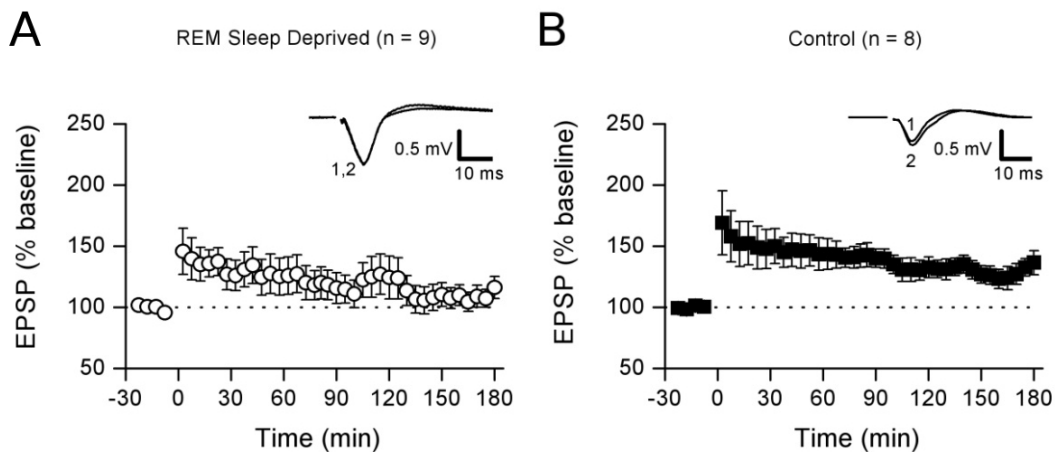 A
REM Sleep Deprived (n = 9)
EPSP (% baseline)
250
200
150
100
50
-30 0 30 60 90 120 150 180
Time (min)
1,2
0.5 mV
10 ms
B
Control (n = 8)
EPSP (% baseline)
250
200
150
100
50
-30 0 30 60 90 120 150 180
Time (min)
1
2
0.5 mV
10 ms